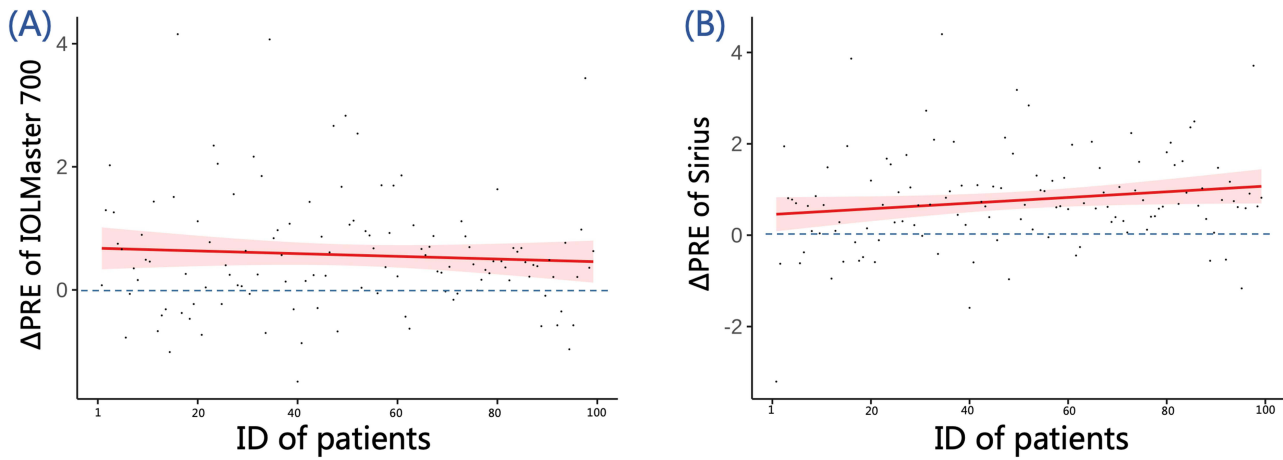 (A)
ΔPRE of IOLMaster 700
4
2
0
1 20 40 60 80 100
ID of patients
(B)
ΔPRE of Sirius
4
2
0
-2
1 20 40 60 80 100
ID of patients